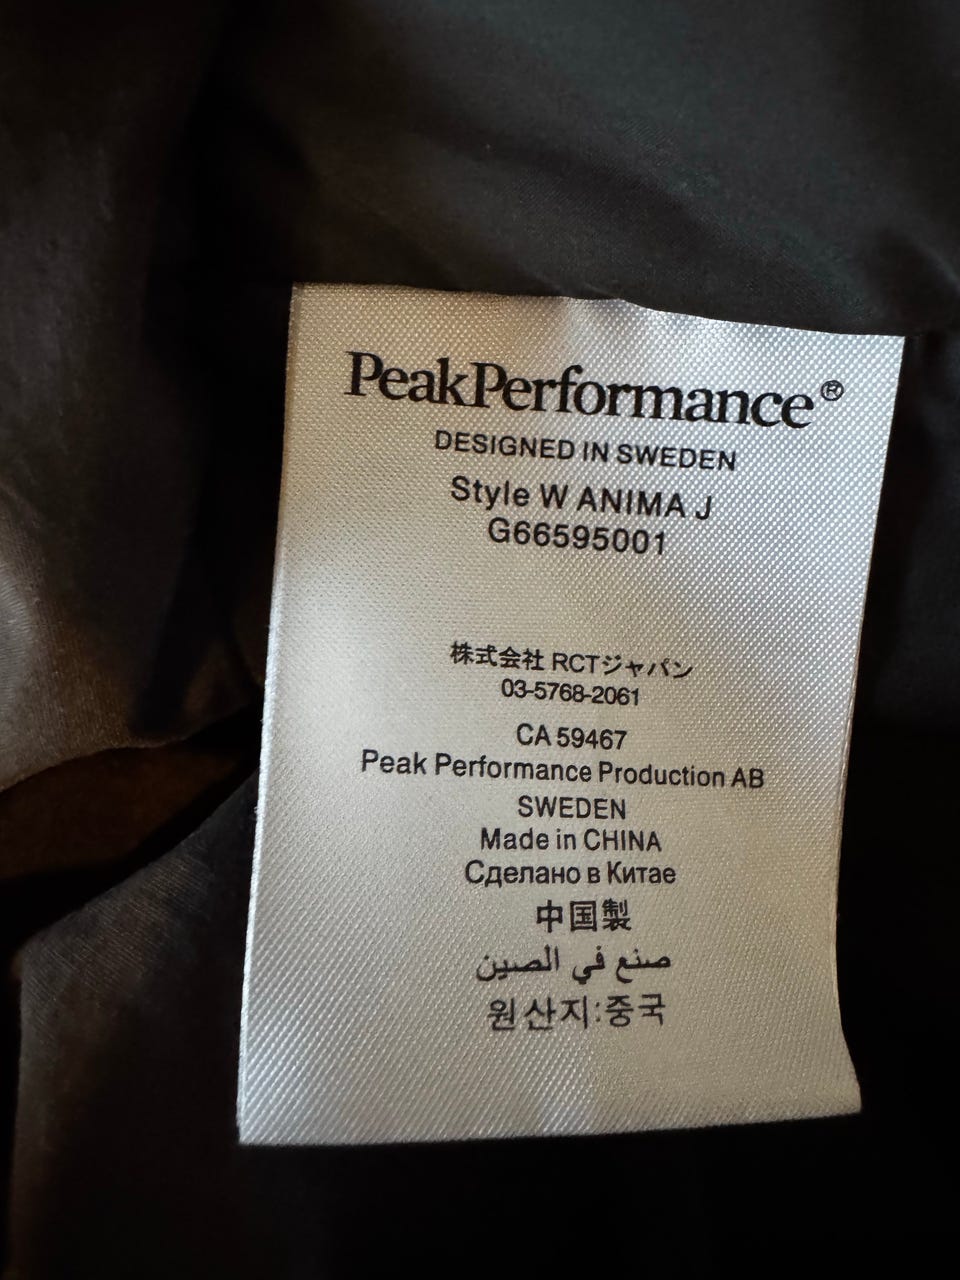 PeakPerformance®
DESIGNED IN SWEDEN
Style W ANIMA J
G66595001
株式会社 RCTジャパン
03-5768-2061
CA 59467
Peak Performance Production AB
SWEDEN
Made in CHINA
Сделано в Китае
中国製
صنع في الصين
원산지:중국